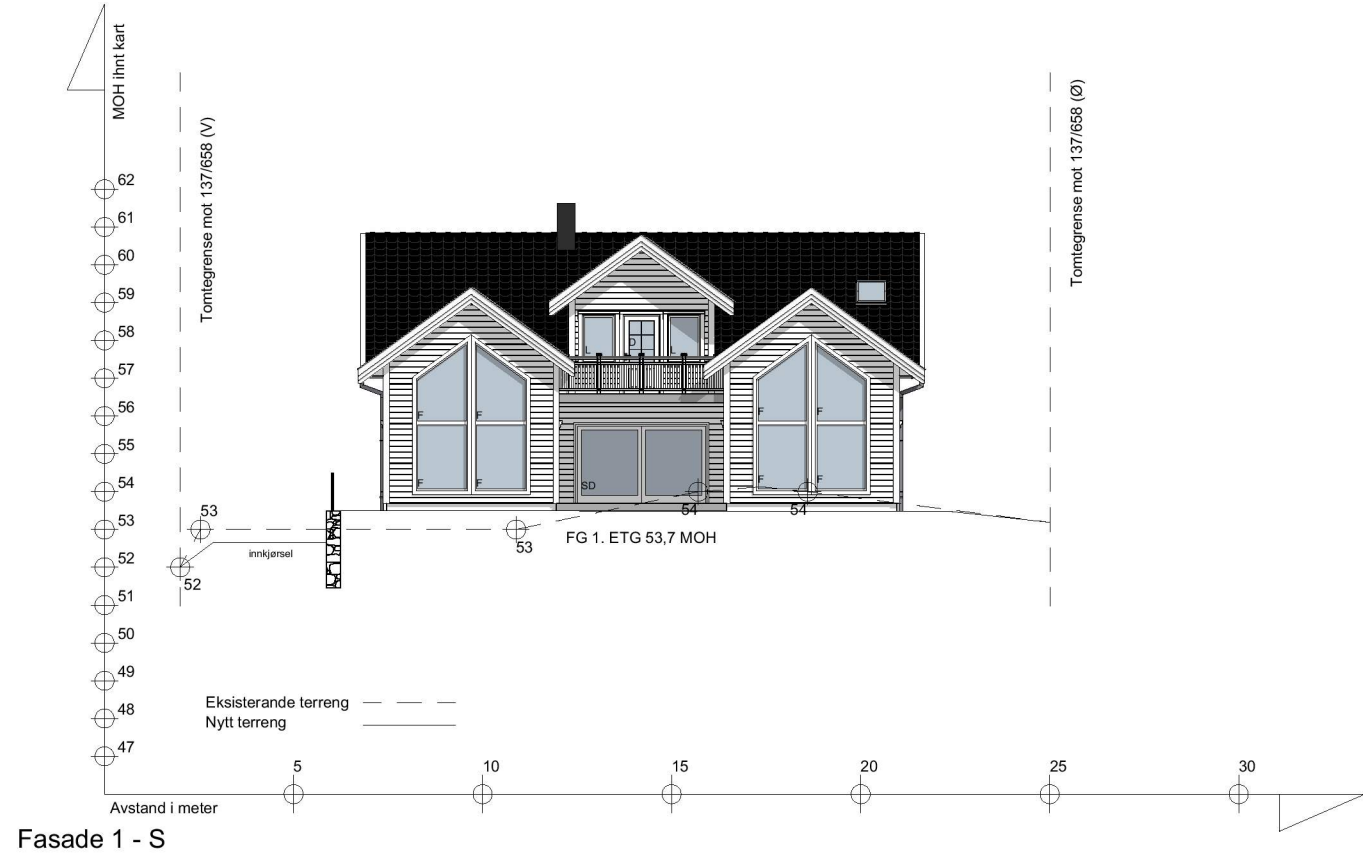 MOH ihnt kart
Tomtegrense mot 137/658 (V)
Tomtegrense mot 137/658 (Ø)
62
61
60
59
58
57
56
55
54
53
52
51
50
49
48
47
L
D
L
F
F
F
F
F
F
F
F
SD
54
54
53
53
52
innkjørsel
FG 1. ETG 53,7 MOH
Eksisterande terreng
Nytt terreng
5
10
15
20
25
30
Avstand i meter
Fasade 1 - S